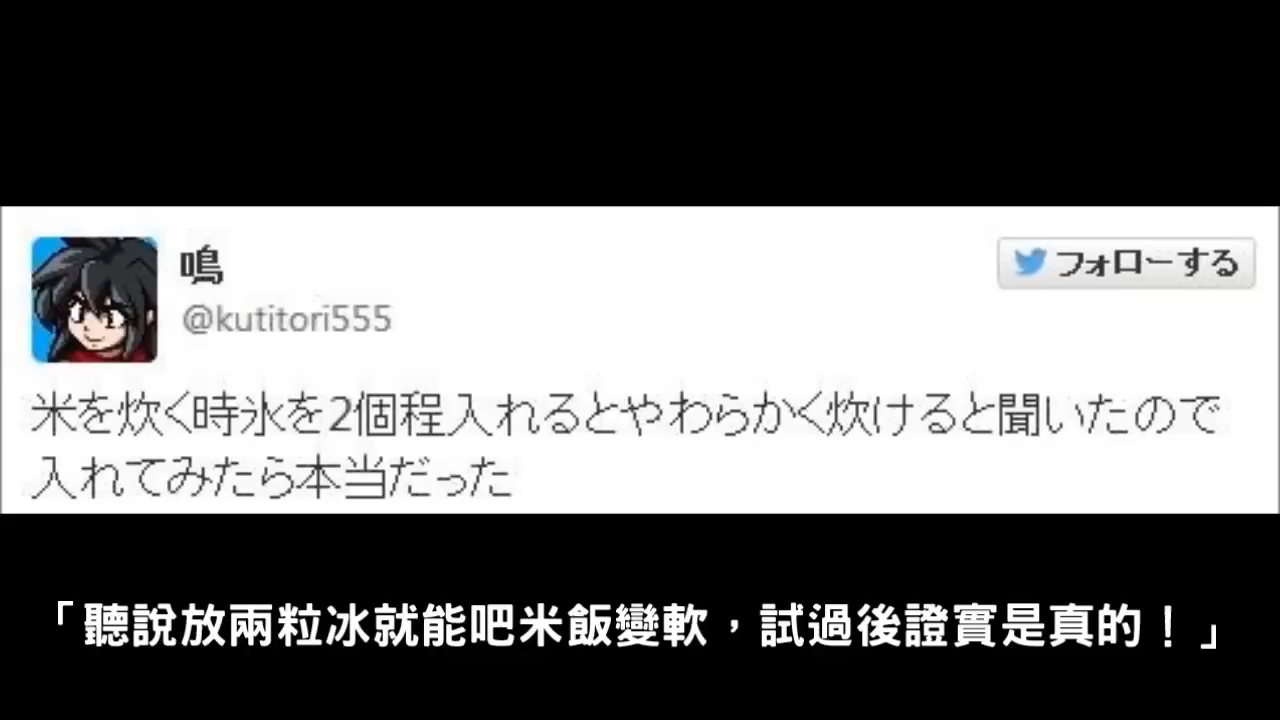 鳴
フォローする
@kutitori555
米を炊く時氷を2個程入れるとやわらかく炊けると聞いたので
入れてみたら本当だった
「聽說放兩粒冰就能吧米飯變軟，試過後證實是真的！」